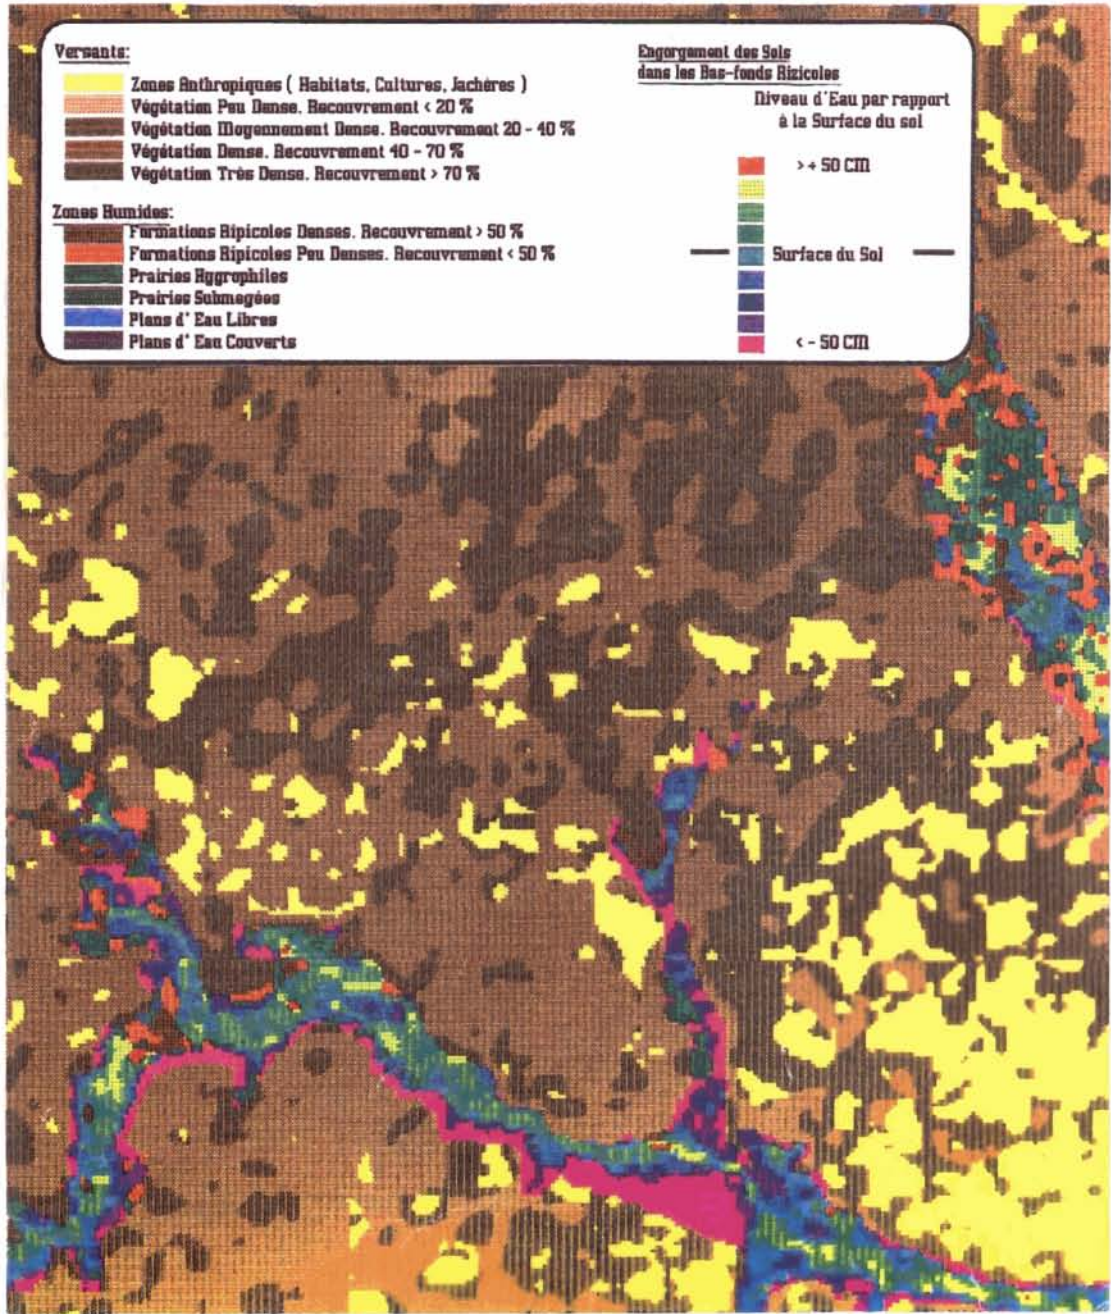 Versants:
Zones Anthropiques ( Habitats, Cultures, Jachères )
Végétation Peu Dense. Recouvrement < 20 %
Végétation Moyennement Dense. Recouvrement 20 - 40 %
Végétation Dense. Recouvrement 40 - 70 %
Végétation Très Dense. Recouvrement > 70 %
Zones Humides:
Formations Ripicoles Denses. Recouvrement > 50 %
Formations Ripicoles Peu Denses. Recouvrement < 50 %
Prairies Hygrophiles
Prairies Submegées
Plans d' Eau Libres
Plans d' Eau Couverts
Engorgement des Sols
dans les Bas-fonds Rizicoles
Niveau d'Eau par rapport
à la Surface du sol
> + 50 CM
Surface du Sol
< - 50 CM